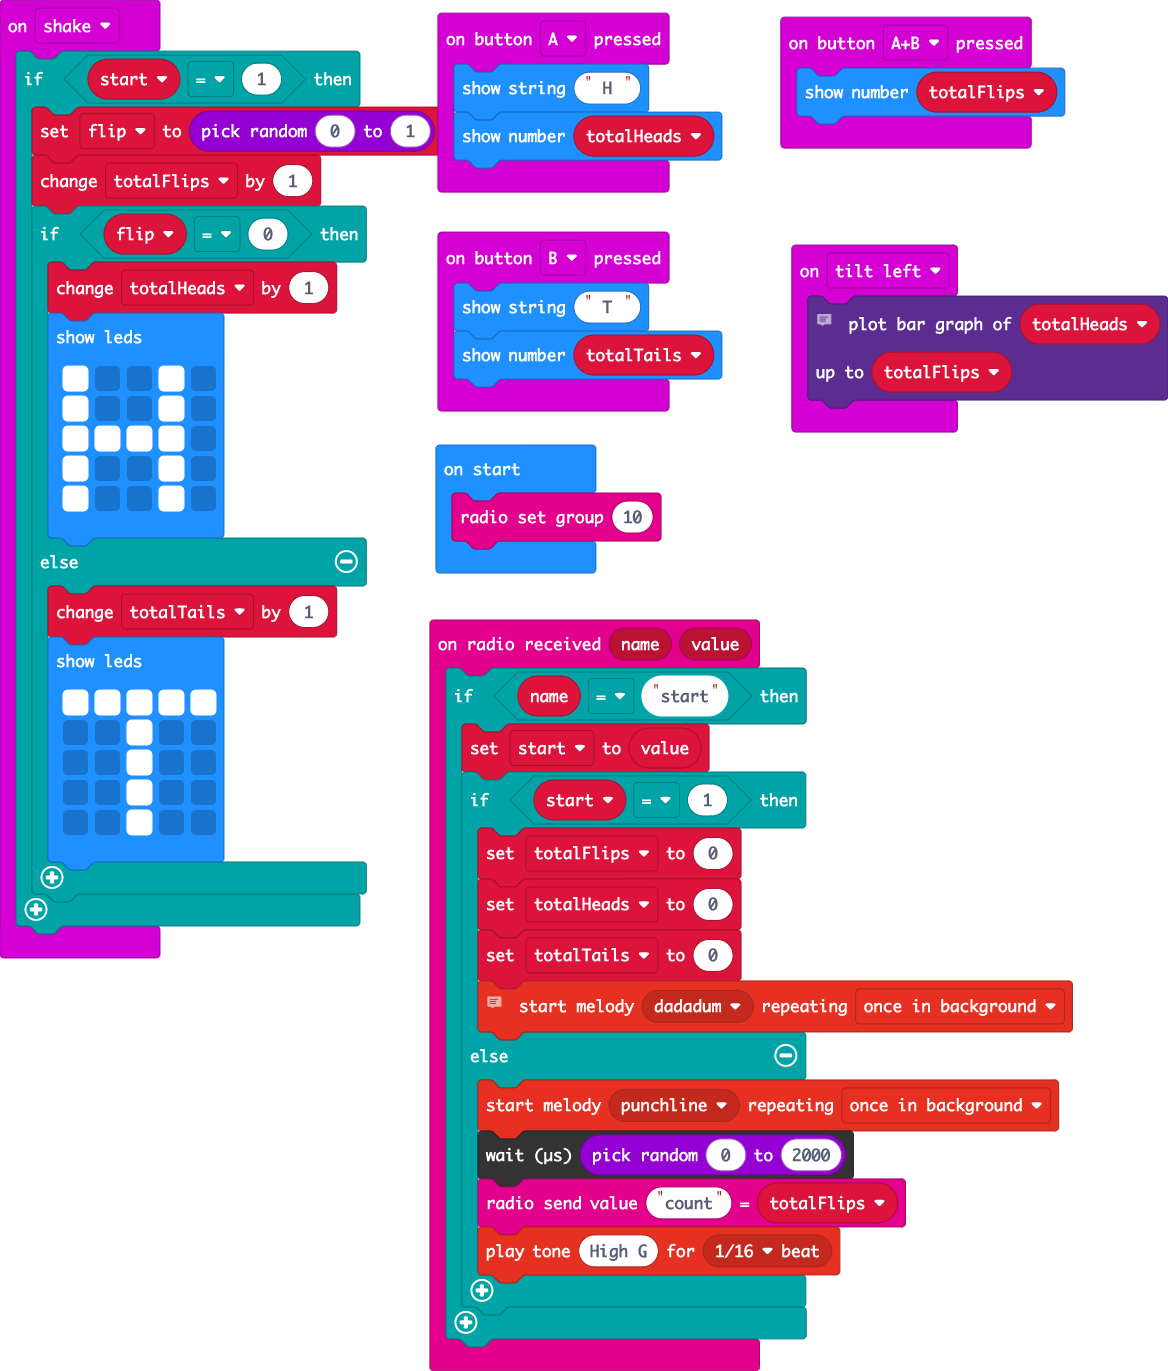 on shake
if start = 1 then
set flip to pick random 0 to 1
change totalFlips by 1
if flip = 0 then
change totalHeads by 1
show leds
else
change totalTails by 1
show leds
on button A pressed
show string " H "
show number totalHeads
on button B pressed
show string " T "
show number totalTails
on start
radio set group 10
on button A+B pressed
show number totalFlips
on tilt left
plot bar graph of totalHeads
up to totalFlips
on radio received name value
if name = "start" then
set start to value
if start = 1 then
set totalFlips to 0
set totalHeads to 0
set totalTails to 0
start melody dadadum repeating once in background
else
start melody punchline repeating once in background
wait (µs) pick random 0 to 2000
radio send value "count" = totalFlips
play tone High G for 1/16 beat